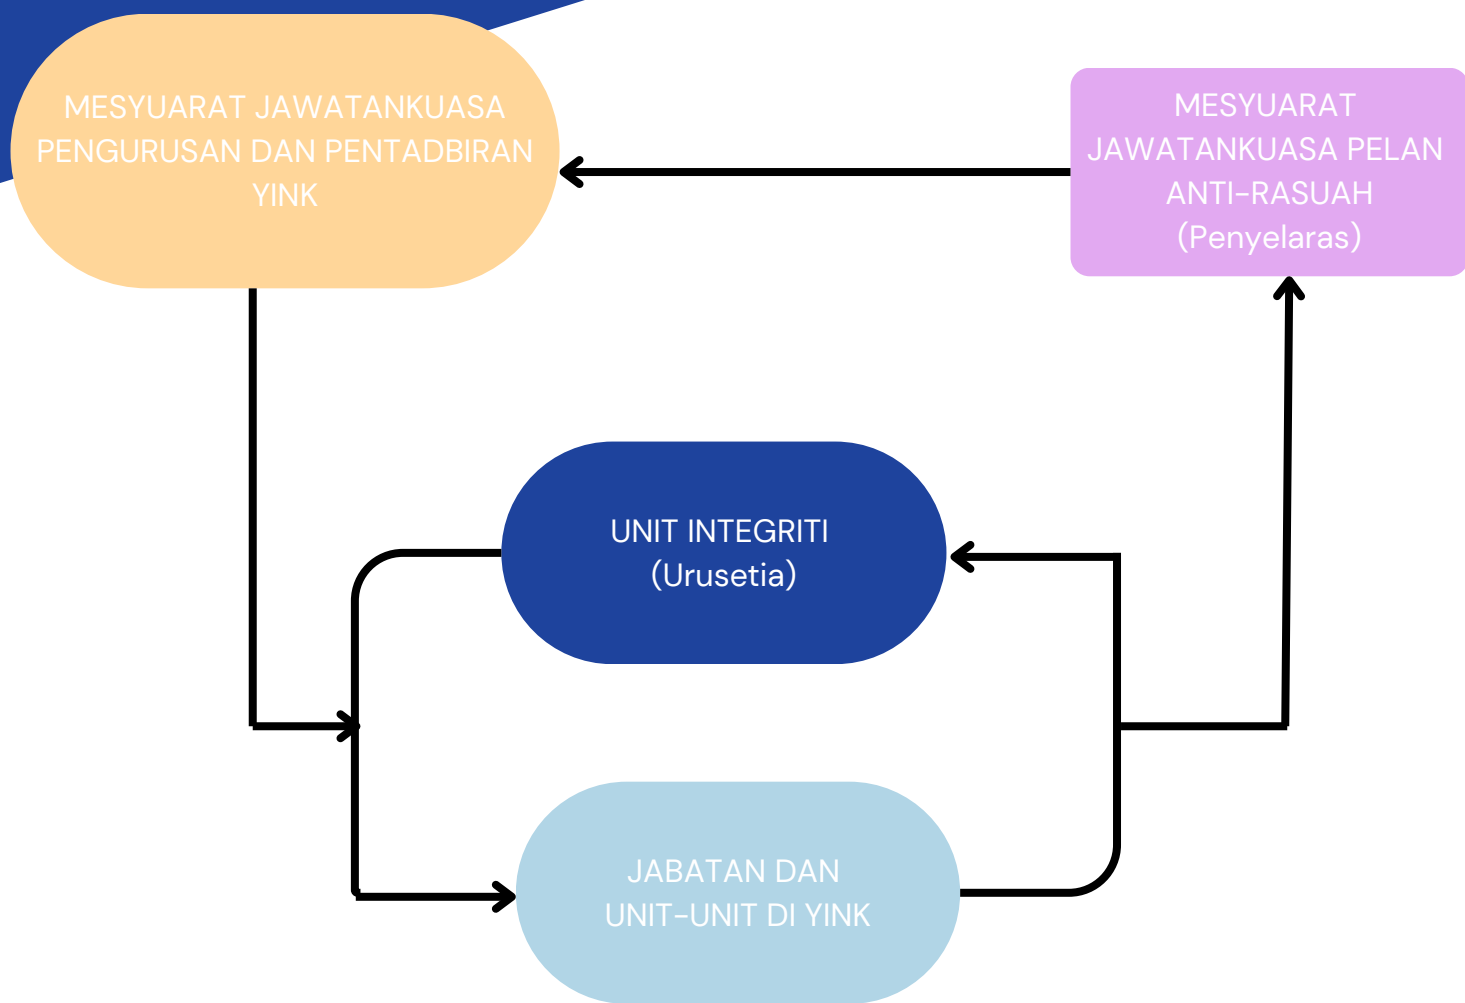 MESYUARAT JAWATANKUASA
PENGURUSAN DAN PENTADBIRAN
YINK
MESYUARAT
JAWATANKUASA PELAN
ANTI-RASUAH
(Penyelaras)
UNIT INTEGRITI
(Urusetia)
JABATAN DAN
UNIT-UNIT DI YINK